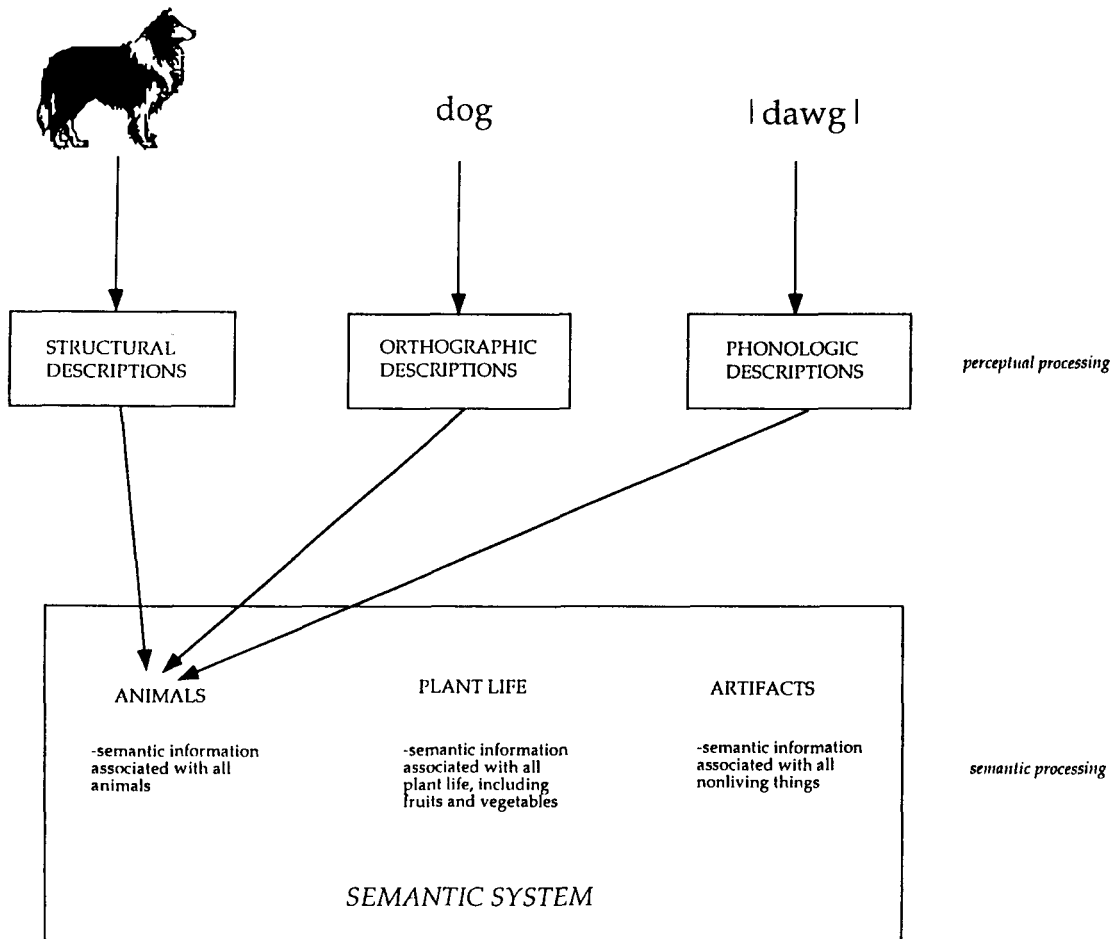 dog
|dawg|
STRUCTURAL
DESCRIPTIONS
ORTHOGRAPHIC
DESCRIPTIONS
PHONOLOGIC
DESCRIPTIONS
perceptual processing
ANIMALS
-semantic information
associated with all
animals
PLANT LIFE
-semantic information
associated with all
plant life, including
fruits and vegetables
ARTIFACTS
-semantic information
associated with all
nonliving things
semantic processing
SEMANTIC SYSTEM